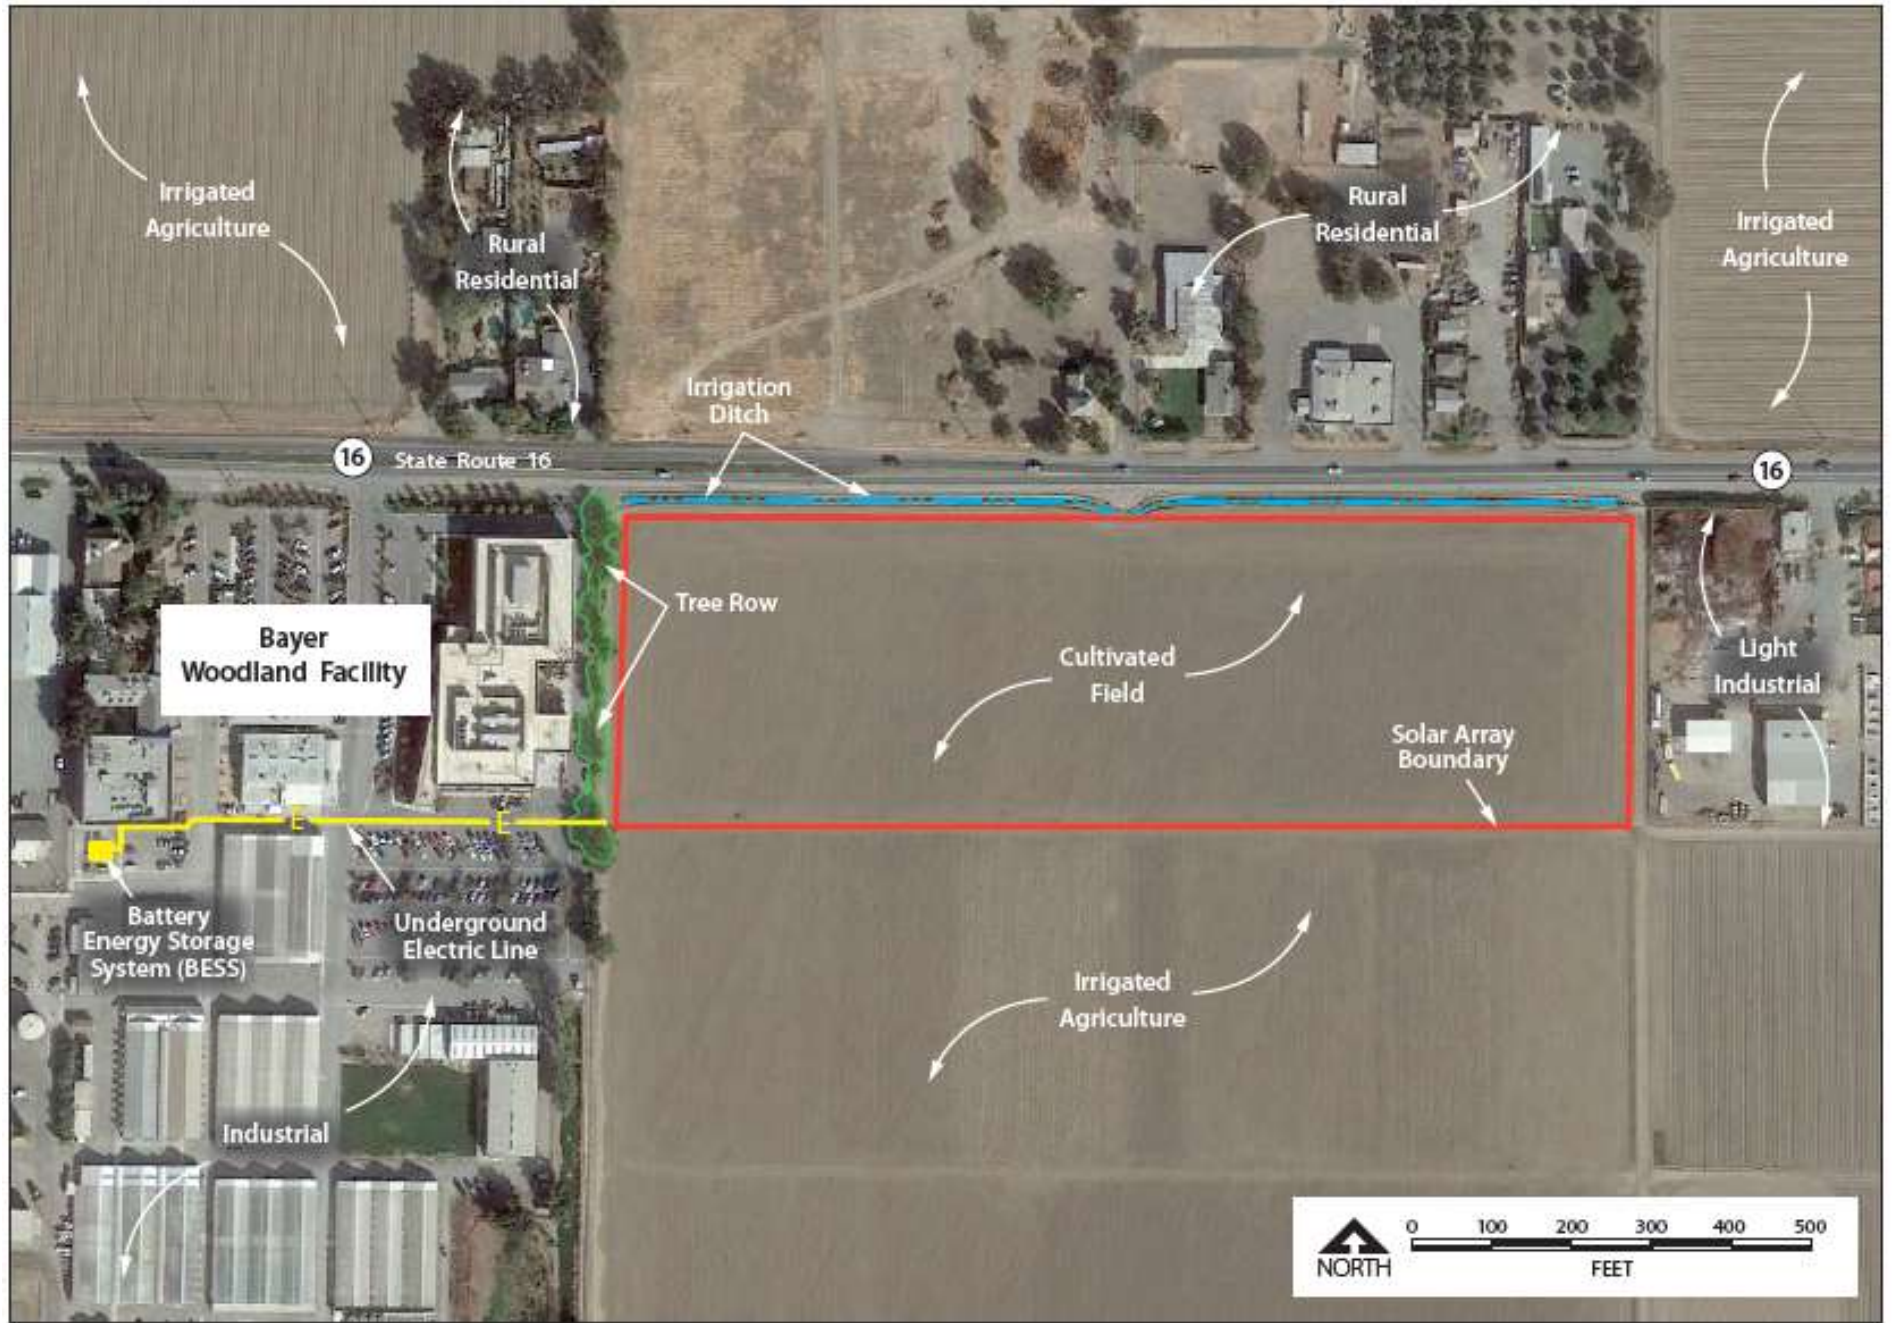 Irrigated
Agriculture
Rural
Residential
Rural
Residential
Irrigated
Agriculture
Irrigation
Ditch
16
State Route 16
16
Tree Row
Bayer
Woodland Facility
Cultivated
Field
Light
Industrial
Solar Array
Boundary
E
E
Battery
Energy Storage
System (BESS)
Underground
Electric Line
Irrigated
Agriculture
Industrial
0 100 200 300 400 500
NORTH
FEET